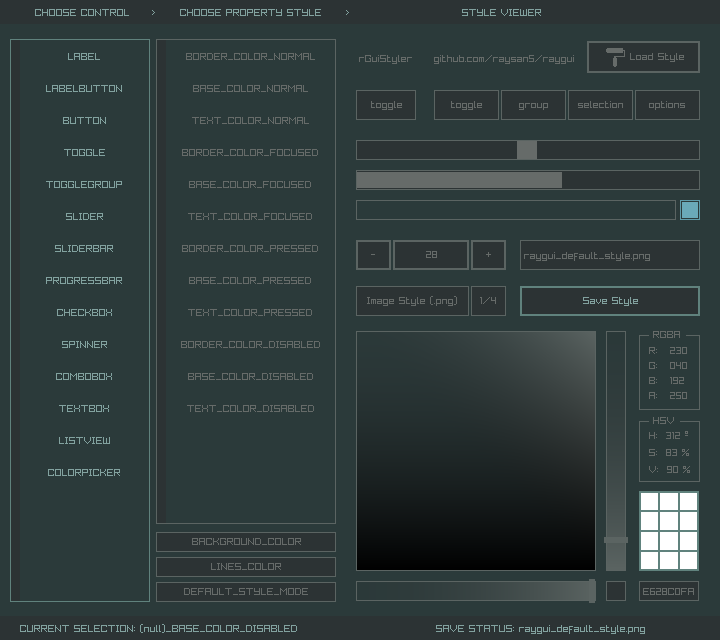 CHOOSE CONTROL > CHOOSE PROPERTY STYLE > STYLE VIEWER
LABEL
LABELBUTTON
BUTTON
TOGGLE
TOGGLEGROUP
SLIDER
SLIDERBAR
PROGRESSBAR
CHECKBOX
SPINNER
COMBOBOX
TEXTBOX
LISTVIEW
COLORPICKER
BORDER_COLOR_NORMAL
BASE_COLOR_NORMAL
TEXT_COLOR_NORMAL
BORDER_COLOR_FOCUSED
BASE_COLOR_FOCUSED
TEXT_COLOR_FOCUSED
BORDER_COLOR_PRESSED
BASE_COLOR_PRESSED
TEXT_COLOR_PRESSED
BORDER_COLOR_DISABLED
BASE_COLOR_DISABLED
TEXT_COLOR_DISABLED
BACKGROUND_COLOR
LINES_COLOR
DEFAULT_STYLE_MODE
rGuiStyler github.com/raysan5/raygui Load Style
toggle toggle group selection options
- 28 + raygui_default_style.png
Image Style (.png) 1/4 Save Style
RGBA
R: 230
G: 040
B: 192
A: 250
HSV
H: 312 º
S: 83 %
V: 90 %
E628C0FA
CURRENT SELECTION: (null)_BASE_COLOR_DISABLED SAVE STATUS: raygui_default_style.png